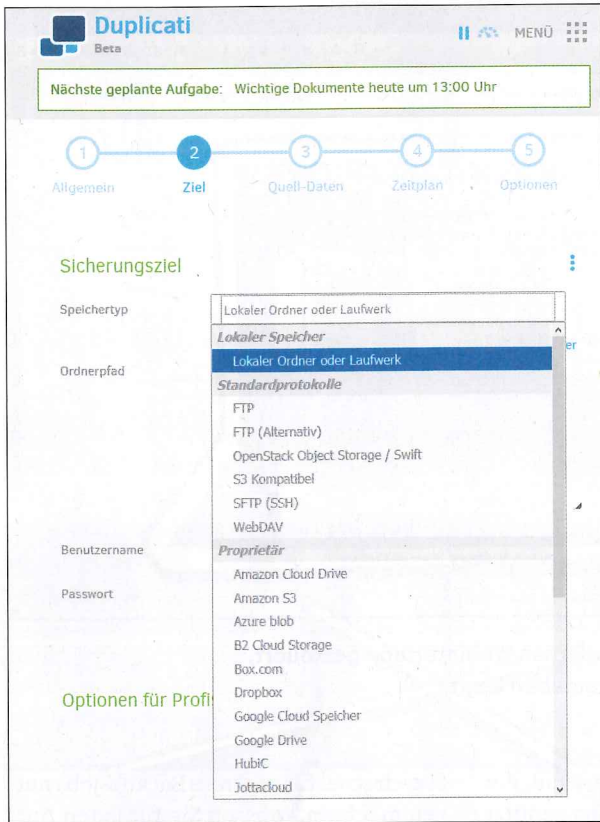 Duplicati
Beta
MENÜ
Nächste geplante Aufgabe: Wichtige Dokumente heute um 13:00 Uhr
1
2
3
4
5
Allgemein
Ziel
Quell-Daten
Zeitplan
Optionen
Sicherungsziel
Speichertyp
Lokaler Ordner oder Laufwerk
Lokaler Speicher
er
Lokaler Ordner oder Laufwerk
Ordnerpfad
Standardprotokolle
FTP
FTP (Alternativ)
OpenStack Object Storage / Swift
S3 Kompatibel
SFTP (SSH)
WebDAV
Benutzername
Proprietär
Amazon Cloud Drive
Passwort
Amazon S3
Azure blob
B2 Cloud Storage
Box.com
Optionen für Profis
Dropbox
Google Cloud Speicher
Google Drive
HubiC
Jottacloud